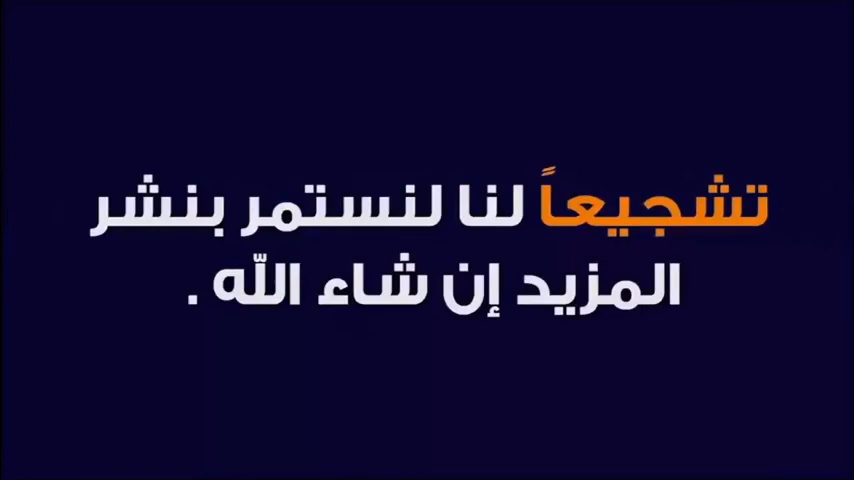 تشجيعاً لنا لنستمر بنشر
المزيد إن شاء الله .